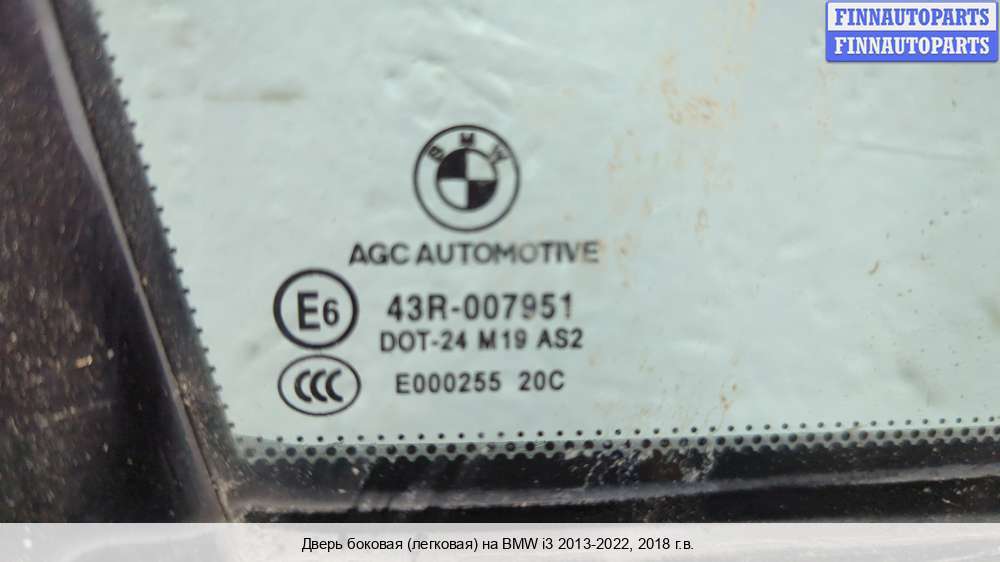 FINNAUTOPARTS
FINNAUTOPARTS
BMW
AGC AUTOMOTIVE
E6 43R-007951
DOT-24 M19 AS2
CCC E000255 20C
Дверь боковая (легковая) на BMW i3 2013-2022, 2018 г.в.